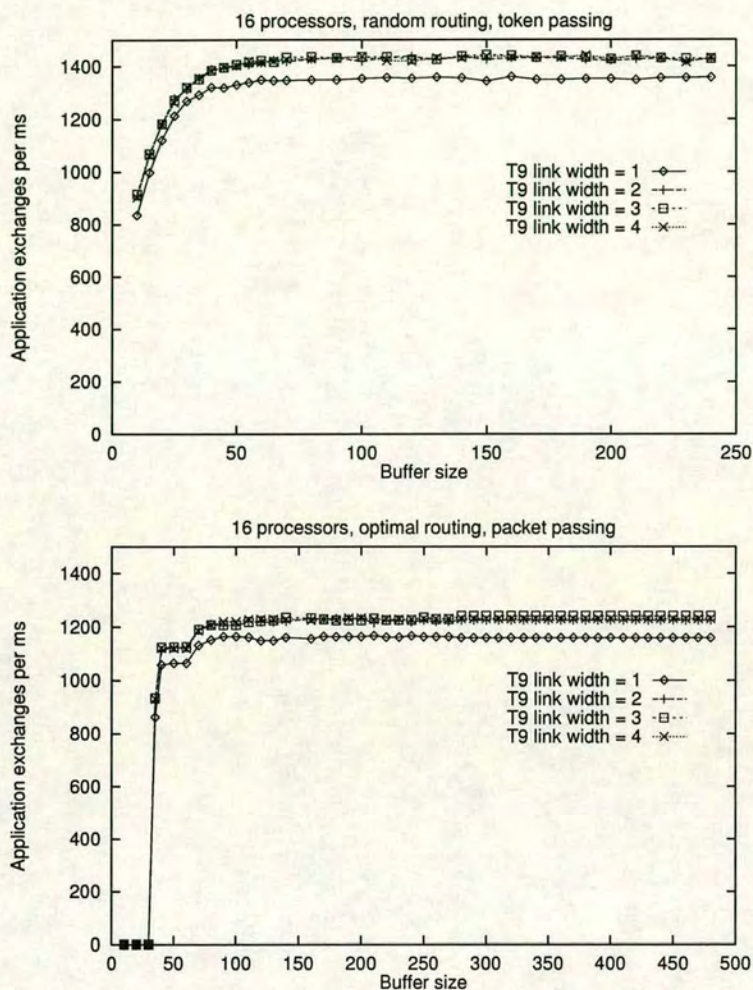 16 processors, random routing, token passing
1400
1200
1000
800
600
400
200
0
Application exchanges per ms
T9 link width = 1
T9 link width = 2
T9 link width = 3
T9 link width = 4
0 50 100 150 200 250
Buffer size
16 processors, optimal routing, packet passing
1400
1200
1000
800
600
400
200
0
Application exchanges per ms
T9 link width = 1
T9 link width = 2
T9 link width = 3
T9 link width = 4
0 50 100 150 200 250 300 350 400 450 500
Buffer size